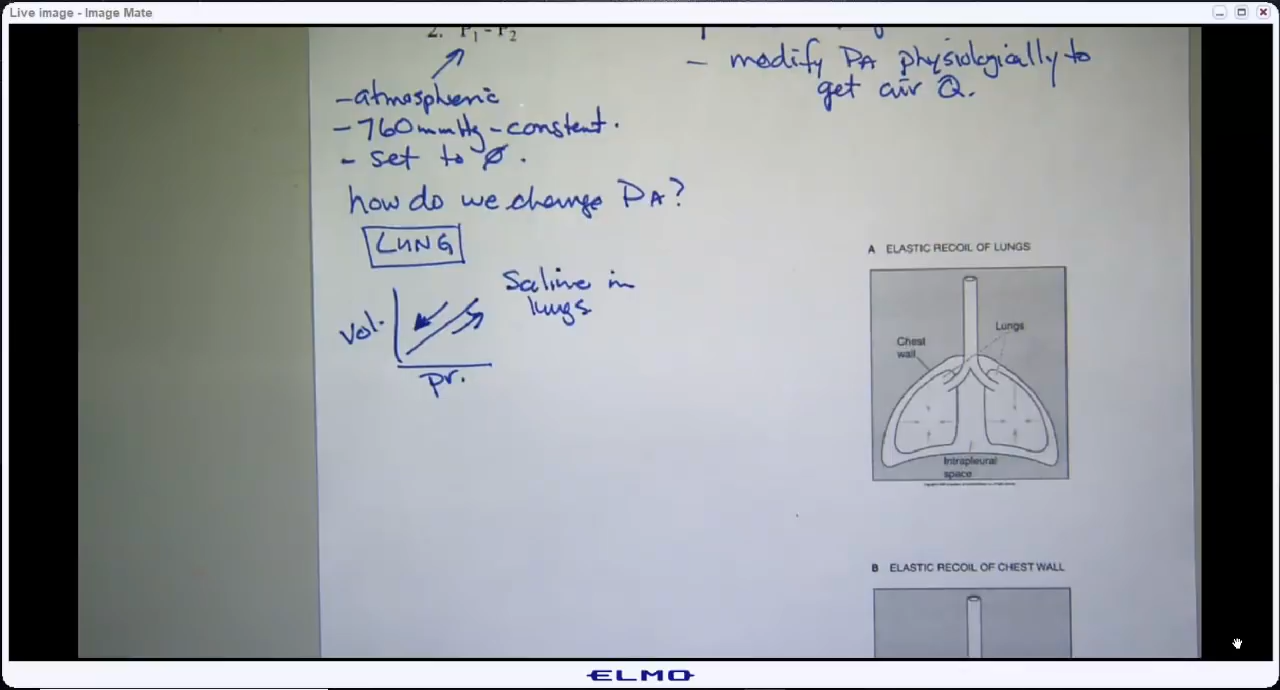 Live image - Image Mate
2. P1 - P2
- modify PA physiologically to
get air Q.
- atmospheric
- 760 mmHg - constant.
- set to Ø.
how do we change PA?
LUNG
Saline in
lungs
Vol.
pr.
A ELASTIC RECOIL OF LUNGS
Lungs
Chest
wall
Intrapleural
space
B ELASTIC RECOIL OF CHEST WALL
ELMO